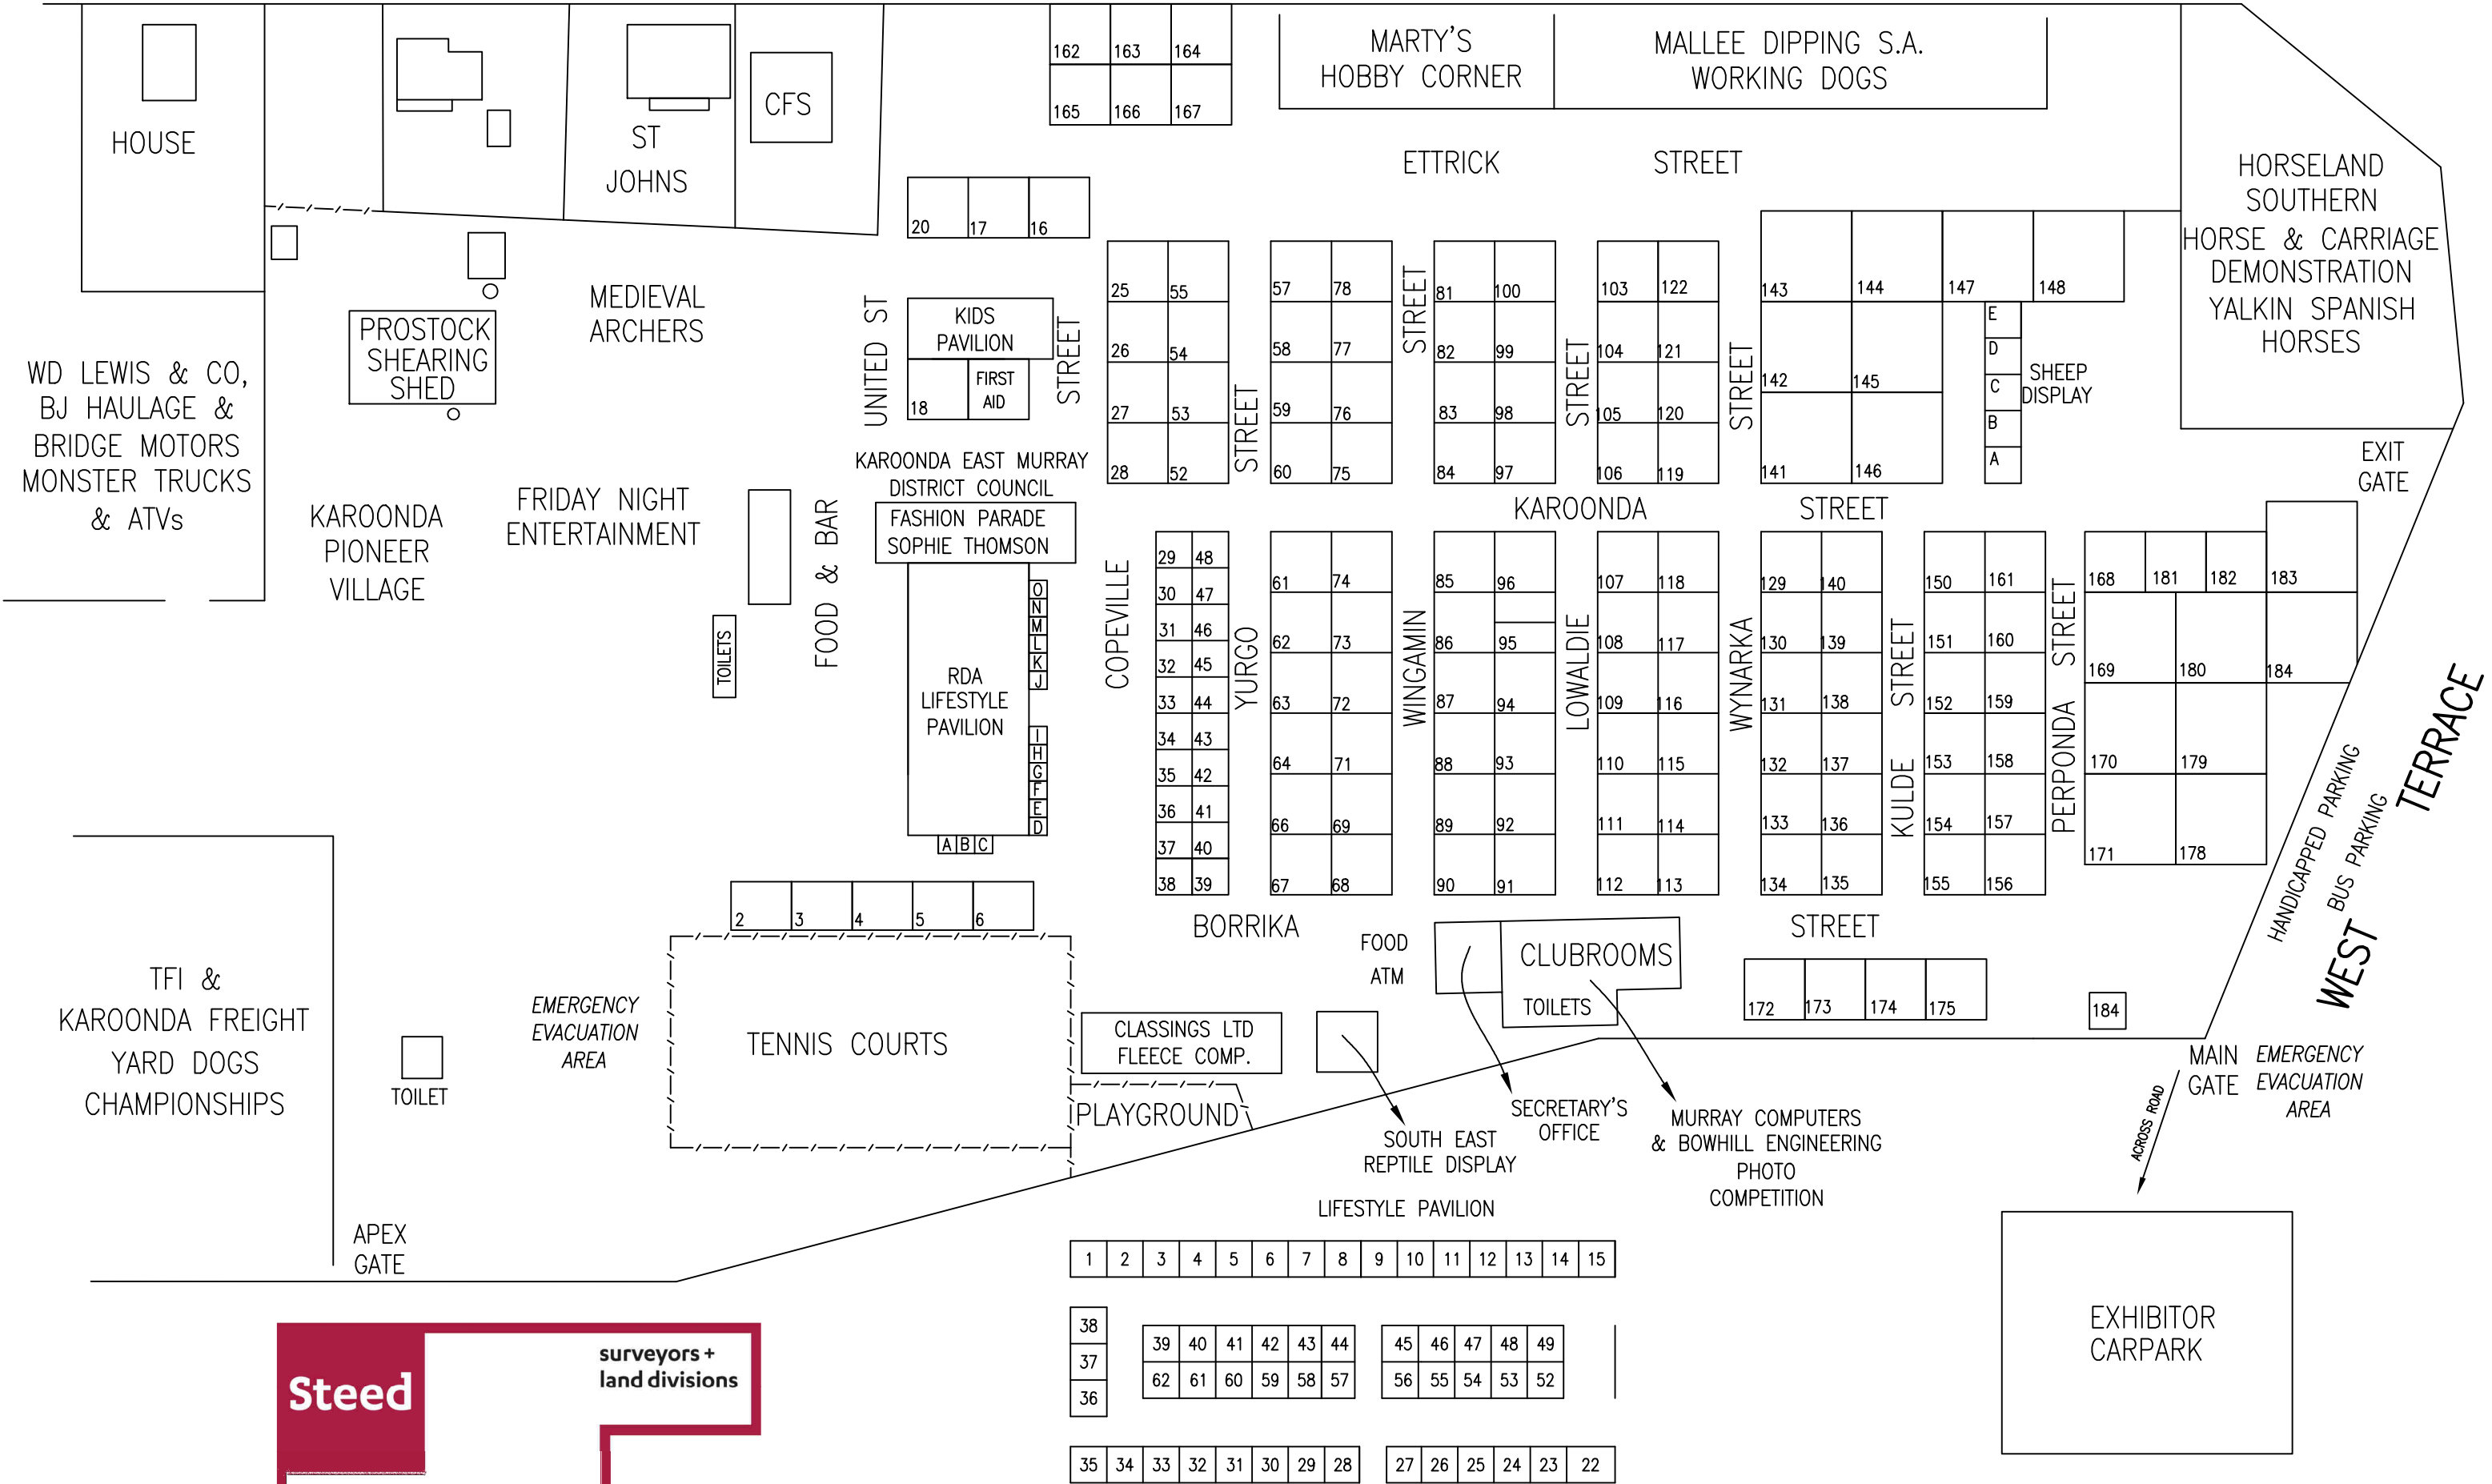 162 163 164
165 166 167
MARTY'S
HOBBY CORNER
MALLEE DIPPING S.A.
WORKING DOGS
HOUSE
ST
JOHNS
CFS
ETTRICK STREET
HORSELAND
SOUTHERN
HORSE & CARRIAGE
DEMONSTRATION
YALKIN SPANISH
HORSES
20 17 16
MEDIEVAL
ARCHERS
PROSTOCK
SHEARING
SHED
WD LEWIS & CO,
BJ HAULAGE &
BRIDGE MOTORS
MONSTER TRUCKS
& ATVs
KAROONDA
PIONEER
VILLAGE
FRIDAY NIGHT
ENTERTAINMENT
UNITED ST
KIDS
PAVILION
18
FIRST
AID
STREET
KAROONDA EAST MURRAY
DISTRICT COUNCIL
FASHION PARADE
SOPHIE THOMSON
FOOD & BAR
TOILETS
RDA
LIFESTYLE
PAVILION
O
N
M
L
K
J
I
H
G
F
E
D
A B C
25 55
26 54
27 53
28 52
STREET
57 78
58 77
59 76
60 75
STREET
81 100
82 99
83 98
84 97
STREET
103 122
104 121
105 120
106 119
STREET
143 144 147 148
142 145
141 146
E
D
C
B
A
SHEEP
DISPLAY
EXIT
GATE
KAROONDA STREET
COPEVILLE
29 48
30 47
31 46
32 45
33 44
34 43
35 42
36 41
37 40
38 39
YURGO
61 74
62 73
63 72
64 71
66 69
67 68
WINGAMIN
85 96
86 95
87 94
88 93
89 92
90 91
LOWALDIE
107 118
108 117
109 116
110 115
111 114
112 113
WYNARKA
129 140
130 139
131 138
132 137
133 136
134 135
KULDE STREET
150 161
151 160
152 159
153 158
154 157
155 156
PERPONDA STREET
168 181 182 183
169 180 184
170 179
171 178
HANDICAPPED PARKING
BUS PARKING
WEST TERRACE
2 3 4 5 6
BORRIKA STREET
FOOD
ATM
CLUBROOMS
TOILETS
172 173 174 175
184
TFI &
KAROONDA FREIGHT
YARD DOGS
CHAMPIONSHIPS
TOILET
EMERGENCY
EVACUATION
AREA
TENNIS COURTS
CLASSINGS LTD
FLEECE COMP.
PLAYGROUND
SOUTH EAST
REPTILE DISPLAY
SECRETARY'S
OFFICE
MURRAY COMPUTERS
& BOWHILL ENGINEERING
PHOTO
COMPETITION
MAIN
GATE
EMERGENCY
EVACUATION
AREA
ACROSS ROAD
APEX
GATE
LIFESTYLE PAVILION
1 2 3 4 5 6 7 8 9 10 11 12 13 14 15
38
37
36
39 40 41 42 43 44 45 46 47 48 49
62 61 60 59 58 57 56 55 54 53 52
35 34 33 32 31 30 29 28 27 26 25 24 23 22
EXHIBITOR
CARPARK
Steed
surveyors +
land divisions